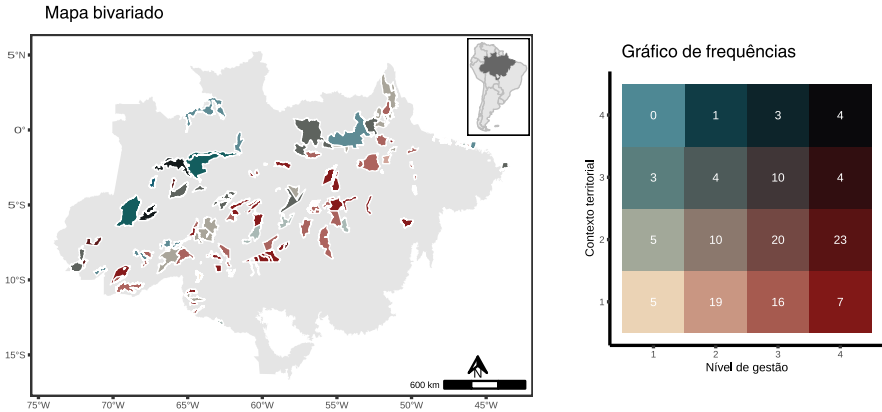 Mapa bivariado
5°N
0°
5°S
10°S
15°S
75°W 70°W 65°W 60°W 55°W 50°W 45°W
N
600 km
Gráfico de frequências
Contexto territorial
4 0 1 3 4
3 3 4 10 4
2 5 10 20 23
1 5 19 16 7
1 2 3 4
Nível de gestão